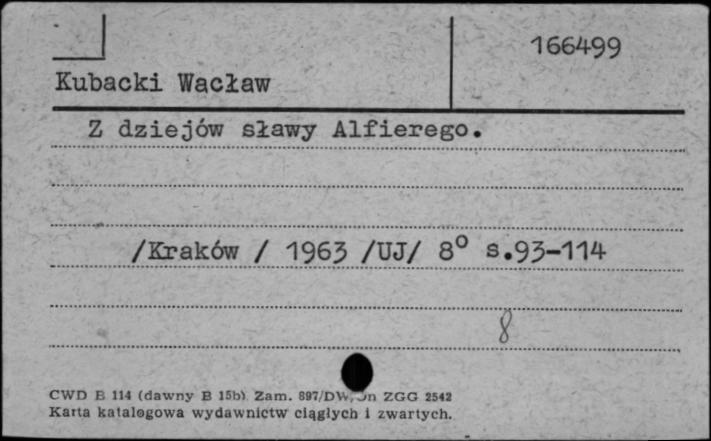 166499
Kubacki Wacław
Z dziejów sławy Alfierego.
/Kraków / 1963 /UJ/ 8° s.93-114
8
CWD B 114 (dawny B 15b) Zam. 897/DW, ZGG 2542
Karta katalogowa wydawnictw ciągłych i zwartych.